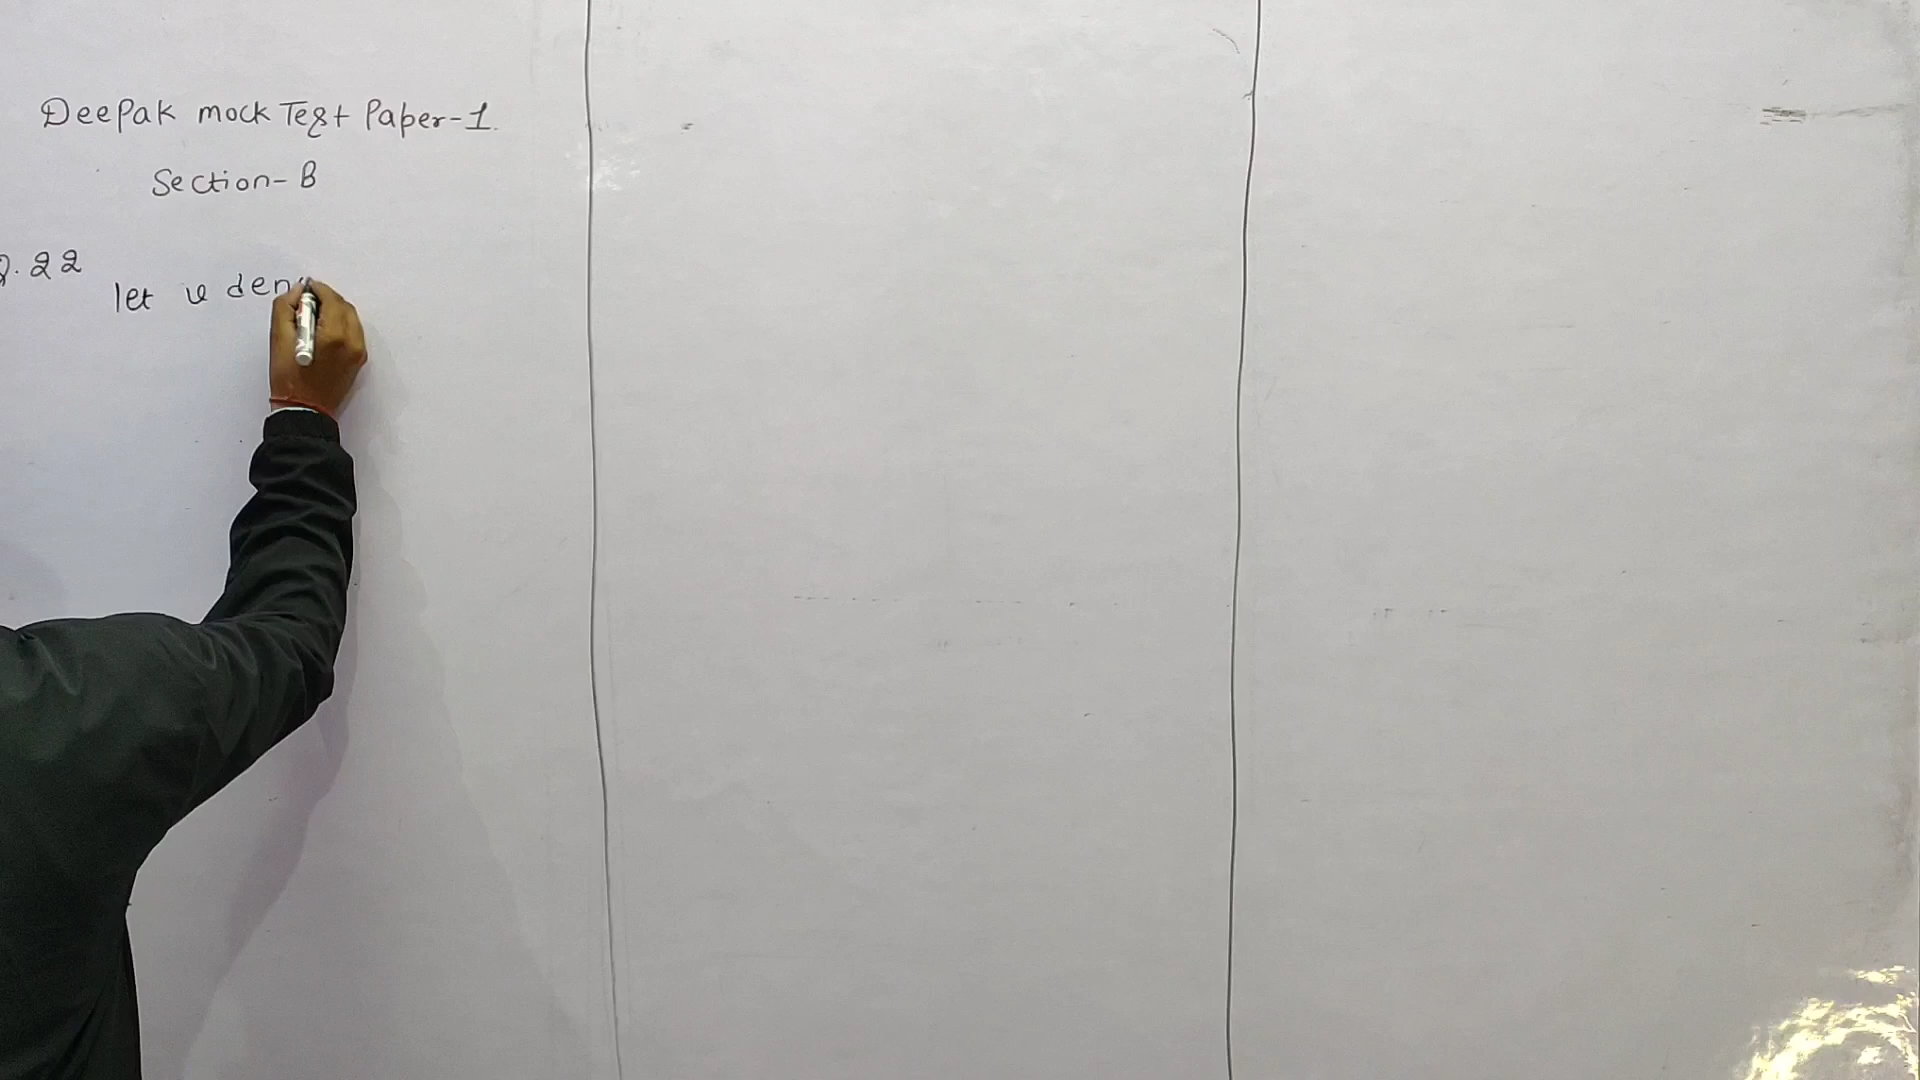 Deepak mock Test Paper-1.
Section-B
Q.22
let v den